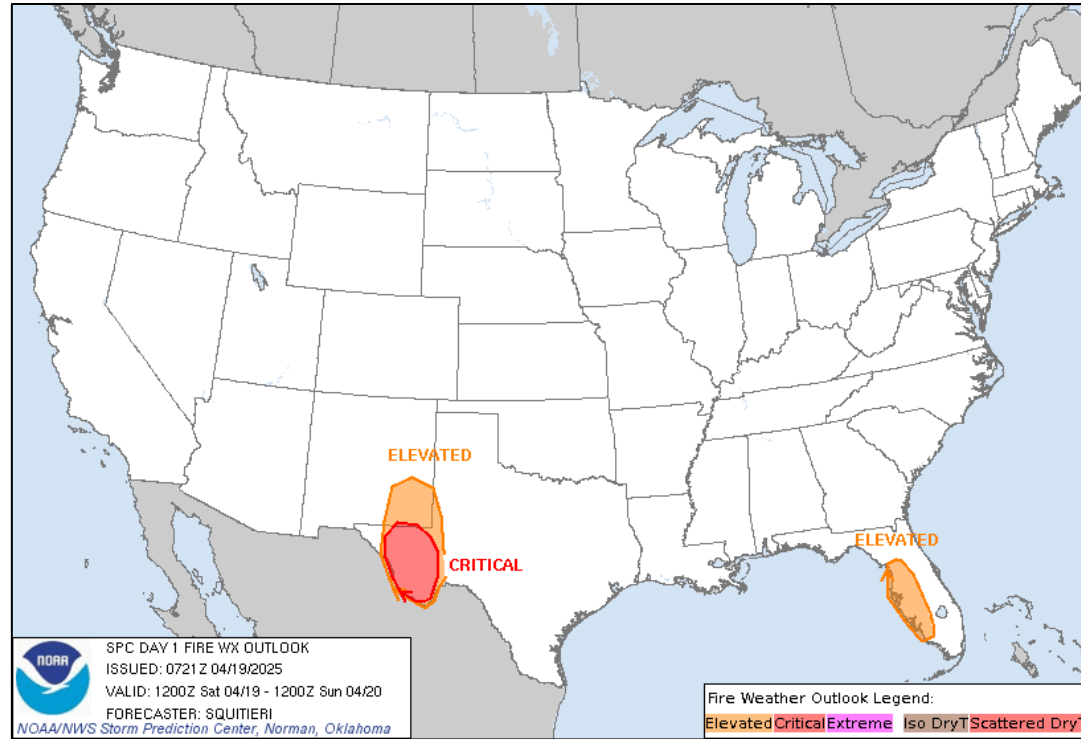 ELEVATED
CRITICAL
ELEVATED
NOAA
SPC DAY 1 FIRE WX OUTLOOK
ISSUED: 0721Z 04/19/2025
VALID: 1200Z Sat 04/19 - 1200Z Sun 04/20
FORECASTER: SQUITIERI
NOAA/NWS Storm Prediction Center, Norman, Oklahoma
Fire Weather Outlook Legend:
Elevated Critical Extreme Iso DryT Scattered DryT